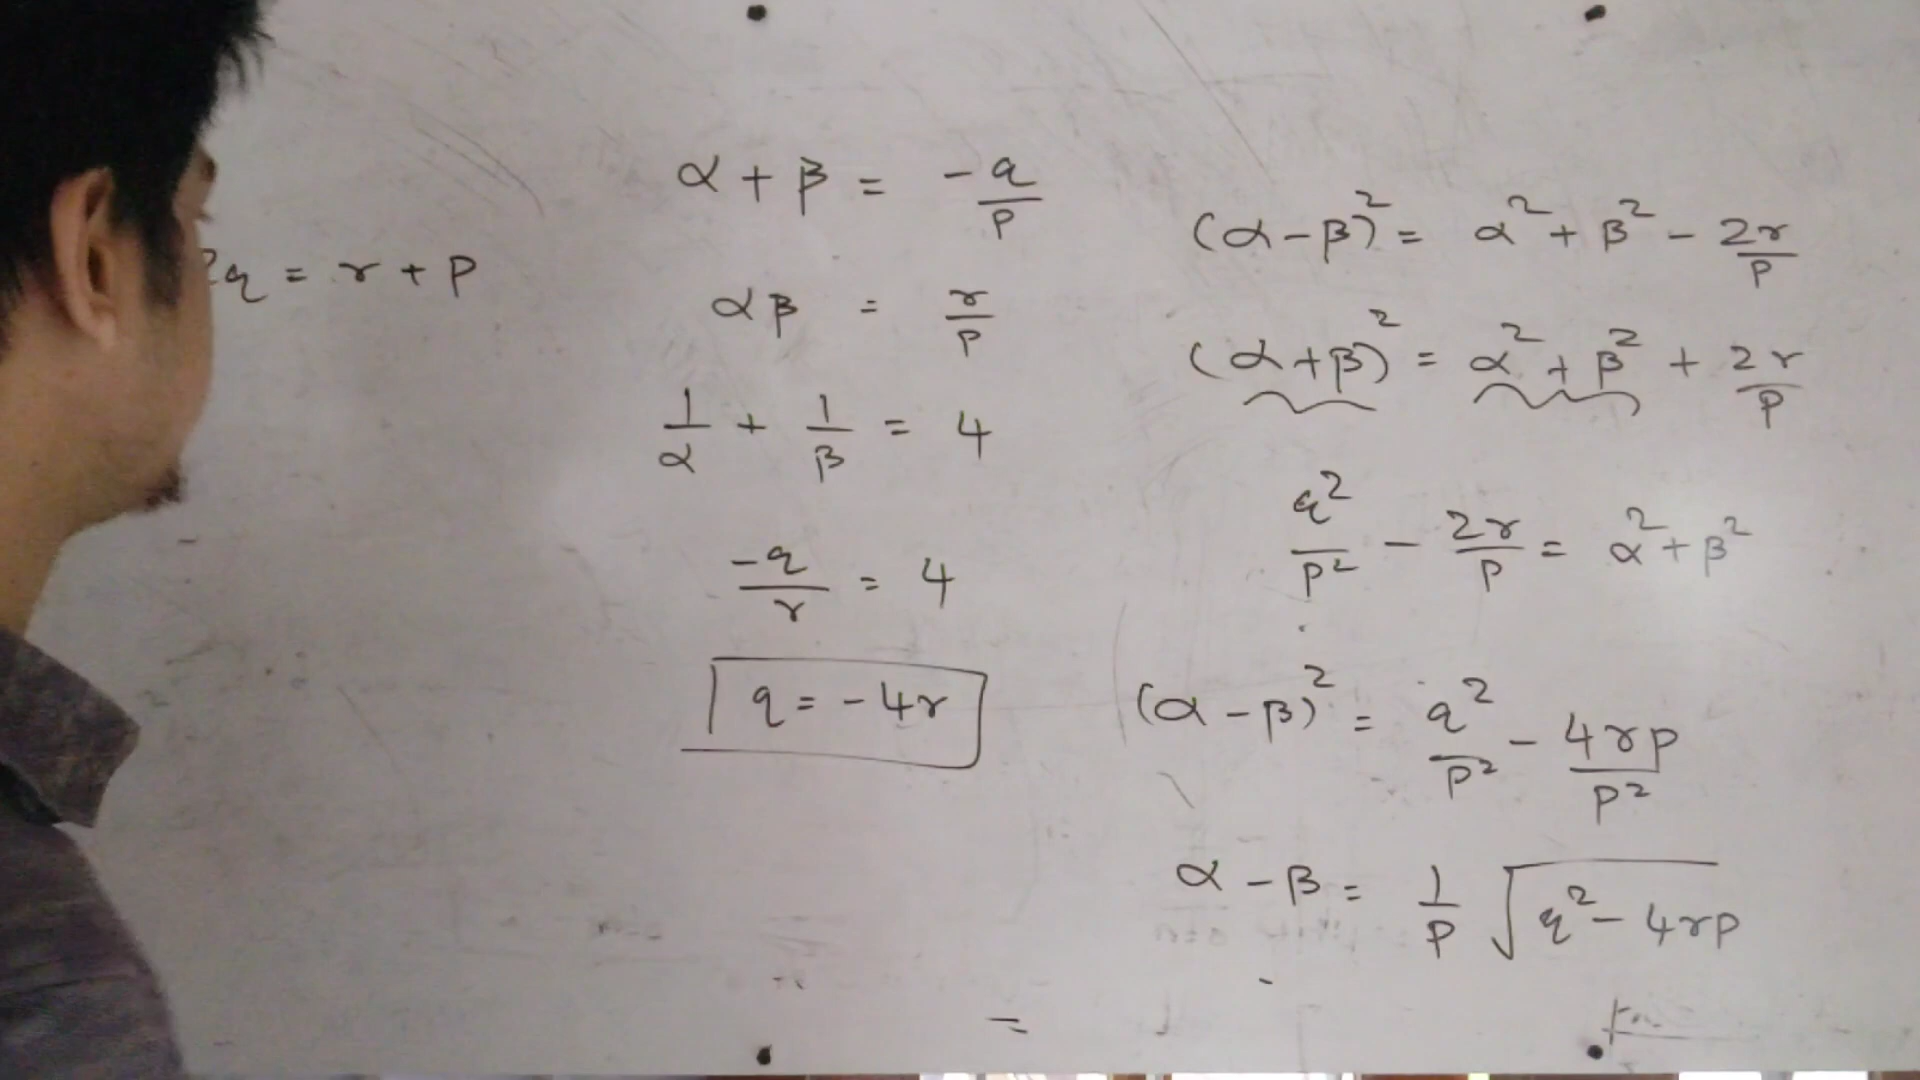 2q = r + p
α + β = -q/p
αβ = r/p
1/α + 1/β = 4
-q/r = 4
q = -4r
(α-β)² = α² + β² - 2r/p
(α+β)² = α² + β² + 2r/p
q²/p² - 2r/p = α² + β²
(α-β)² = q²/p² - 4rp/p²
α - β = 1/p √(q² - 4rp)
=